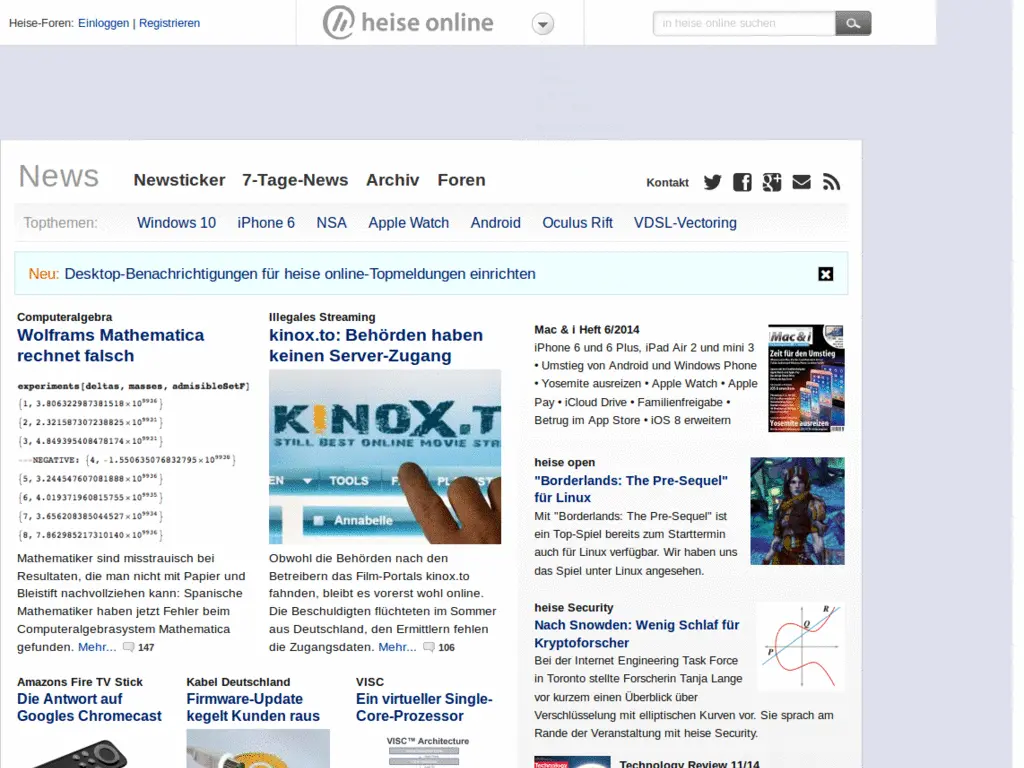 Heise-Foren: Einloggen | Registrieren
heise online
in heise online suchen
News
Newsticker 7-Tage-News Archiv Foren
Kontakt
Topthemen: Windows 10 iPhone 6 NSA Apple Watch Android Oculus Rift VDSL-Vectoring
Neu: Desktop-Benachrichtigungen für heise online-Topmeldungen einrichten
Computeralgebra
Wolframs Mathematica
rechnet falsch
experiments[deltas, masses, admisibleSetF]
{1, 3.806322987381518×10^9936}
{2, 2.321587307238825×10^9931}
{3, 4.849395408478174×10^9931}
---NEGATIVE: {4, -1.550635076832795×10^9938}
{5, 3.244547607081888×10^9936}
{6, 4.019371960815755×10^9935}
{7, 3.656208385044527×10^9934}
{8, 7.862985217310140×10^9936}
Mathematiker sind misstrauisch bei
Resultaten, die man nicht mit Papier und
Bleistift nachvollziehen kann: Spanische
Mathematiker haben jetzt Fehler beim
Computeralgebrasystem Mathematica
gefunden. Mehr... 147
Illegales Streaming
kinox.to: Behörden haben
keinen Server-Zugang
KINOX.T
STILL BEST ONLINE MOVIE STR
EN TOOLS
Annabelle
Obwohl die Behörden nach den
Betreibern das Film-Portals kinox.to
fahnden, bleibt es vorerst wohl online.
Die Beschuldigten flüchteten im Sommer
aus Deutschland, den Ermittlern fehlen
die Zugangsdaten. Mehr... 106
Amazons Fire TV Stick
Die Antwort auf
Googles Chromecast
Kabel Deutschland
Firmware-Update
kegelt Kunden raus
VISC
Ein virtueller Single-
Core-Prozessor
VISC™ Architecture
Mac & i Heft 6/2014
iPhone 6 und 6 Plus, iPad Air 2 und mini 3
• Umstieg von Android und Windows Phone
• Yosemite ausreizen • Apple Watch • Apple
Pay • iCloud Drive • Familienfreigabe •
Betrug im App Store • iOS 8 erweitern
Mac & i
Zeit für den Umstieg
Yosemite ausreizen
heise open
"Borderlands: The Pre-Sequel"
für Linux
Mit "Borderlands: The Pre-Sequel" ist
ein Top-Spiel bereits zum Starttermin
auch für Linux verfügbar. Wir haben uns
das Spiel unter Linux angesehen.
heise Security
Nach Snowden: Wenig Schlaf für
Kryptoforscher
Bei der Internet Engineering Task Force
in Toronto stellte Forscherin Tanja Lange
vor kurzem einen Überblick über
Verschlüsselung mit elliptischen Kurven vor. Sie sprach am
Rande der Veranstaltung mit heise Security.
R
Q
P
Technology
Technology Review 11/14